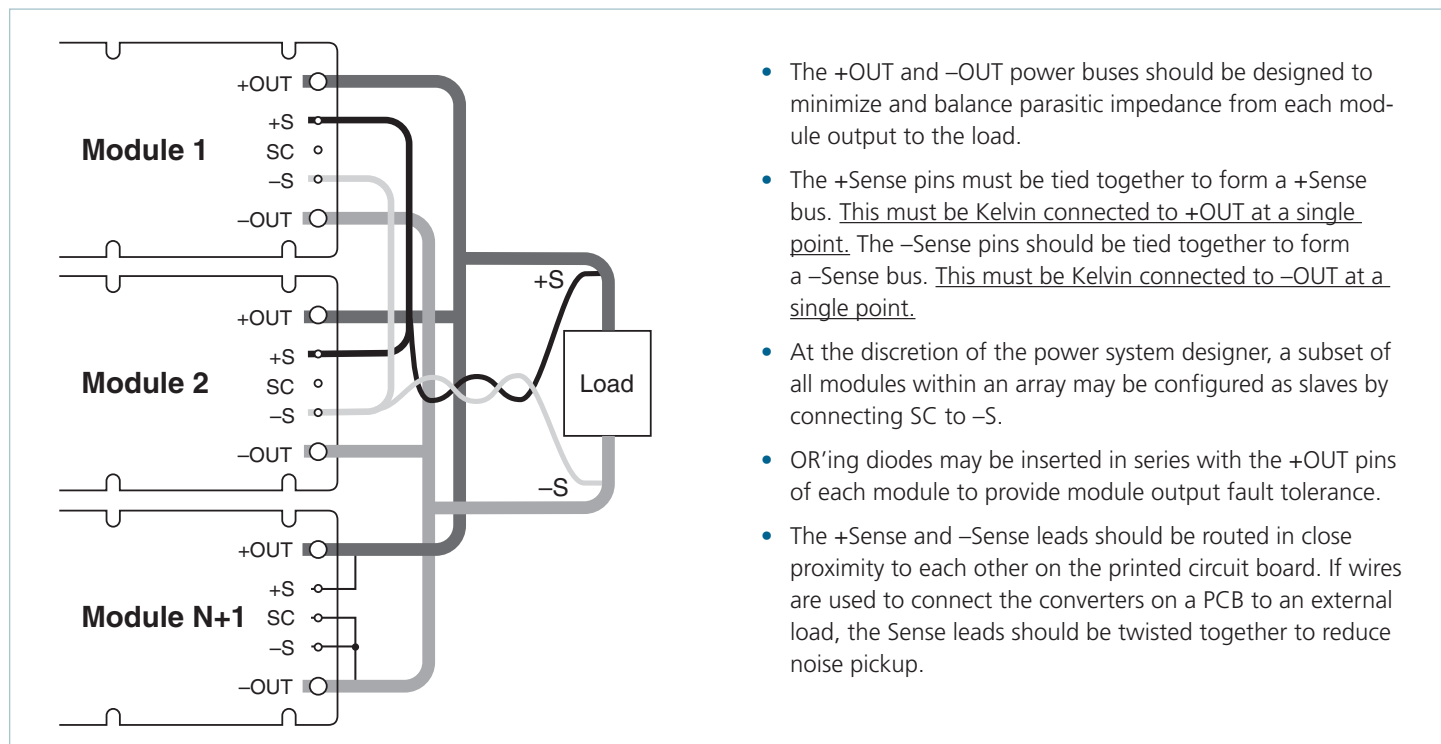 +OUT
+S
Module 1
SC
–S
–OUT
+OUT
+S
Module 2
SC
–S
–OUT
+OUT
+S
Module N+1
SC
–S
–OUT
+S
Load
–S
• The +OUT and –OUT power buses should be designed to
minimize and balance parasitic impedance from each mod-
ule output to the load.
• The +Sense pins must be tied together to form a +Sense
bus. This must be Kelvin connected to +OUT at a single
point. The –Sense pins should be tied together to form
a –Sense bus. This must be Kelvin connected to –OUT at a
single point.
• At the discretion of the power system designer, a subset of
all modules within an array may be configured as slaves by
connecting SC to –S.
• OR'ing diodes may be inserted in series with the +OUT pins
of each module to provide module output fault tolerance.
• The +Sense and –Sense leads should be routed in close
proximity to each other on the printed circuit board. If wires
are used to connect the converters on a PCB to an external
load, the Sense leads should be twisted together to reduce
noise pickup.